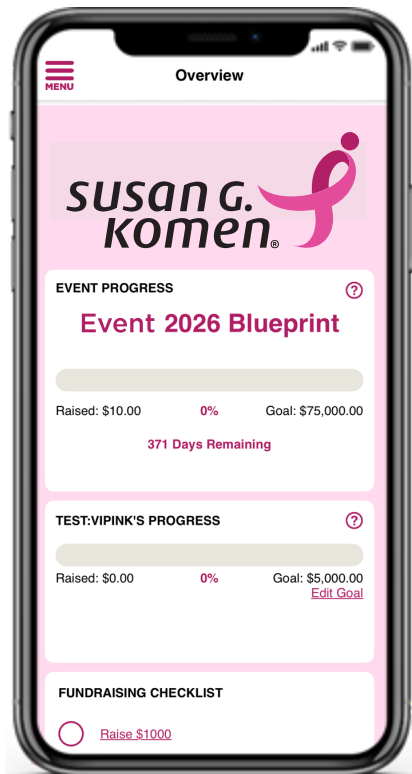 MENU
Overview
susan g.
komen®
EVENT PROGRESS
?
Event 2026 Blueprint
Raised: $10.00 0% Goal: $75,000.00
371 Days Remaining
TEST:VIPINK'S PROGRESS
?
Raised: $0.00 0% Goal: $5,000.00
Edit Goal
FUNDRAISING CHECKLIST
Raise $1000